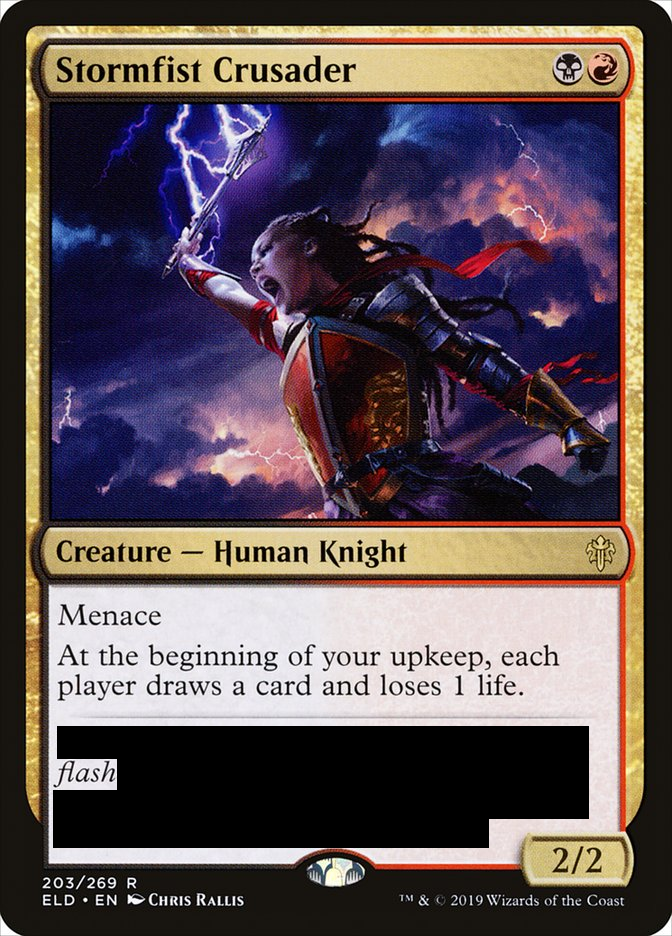 Stormfist Crusader
Creature — Human Knight
Menace
At the beginning of your upkeep, each
player draws a card and loses 1 life.
flash
2/2
203/269 R
ELD • EN Chris Rallis
™ & © 2019 Wizards of the Coast